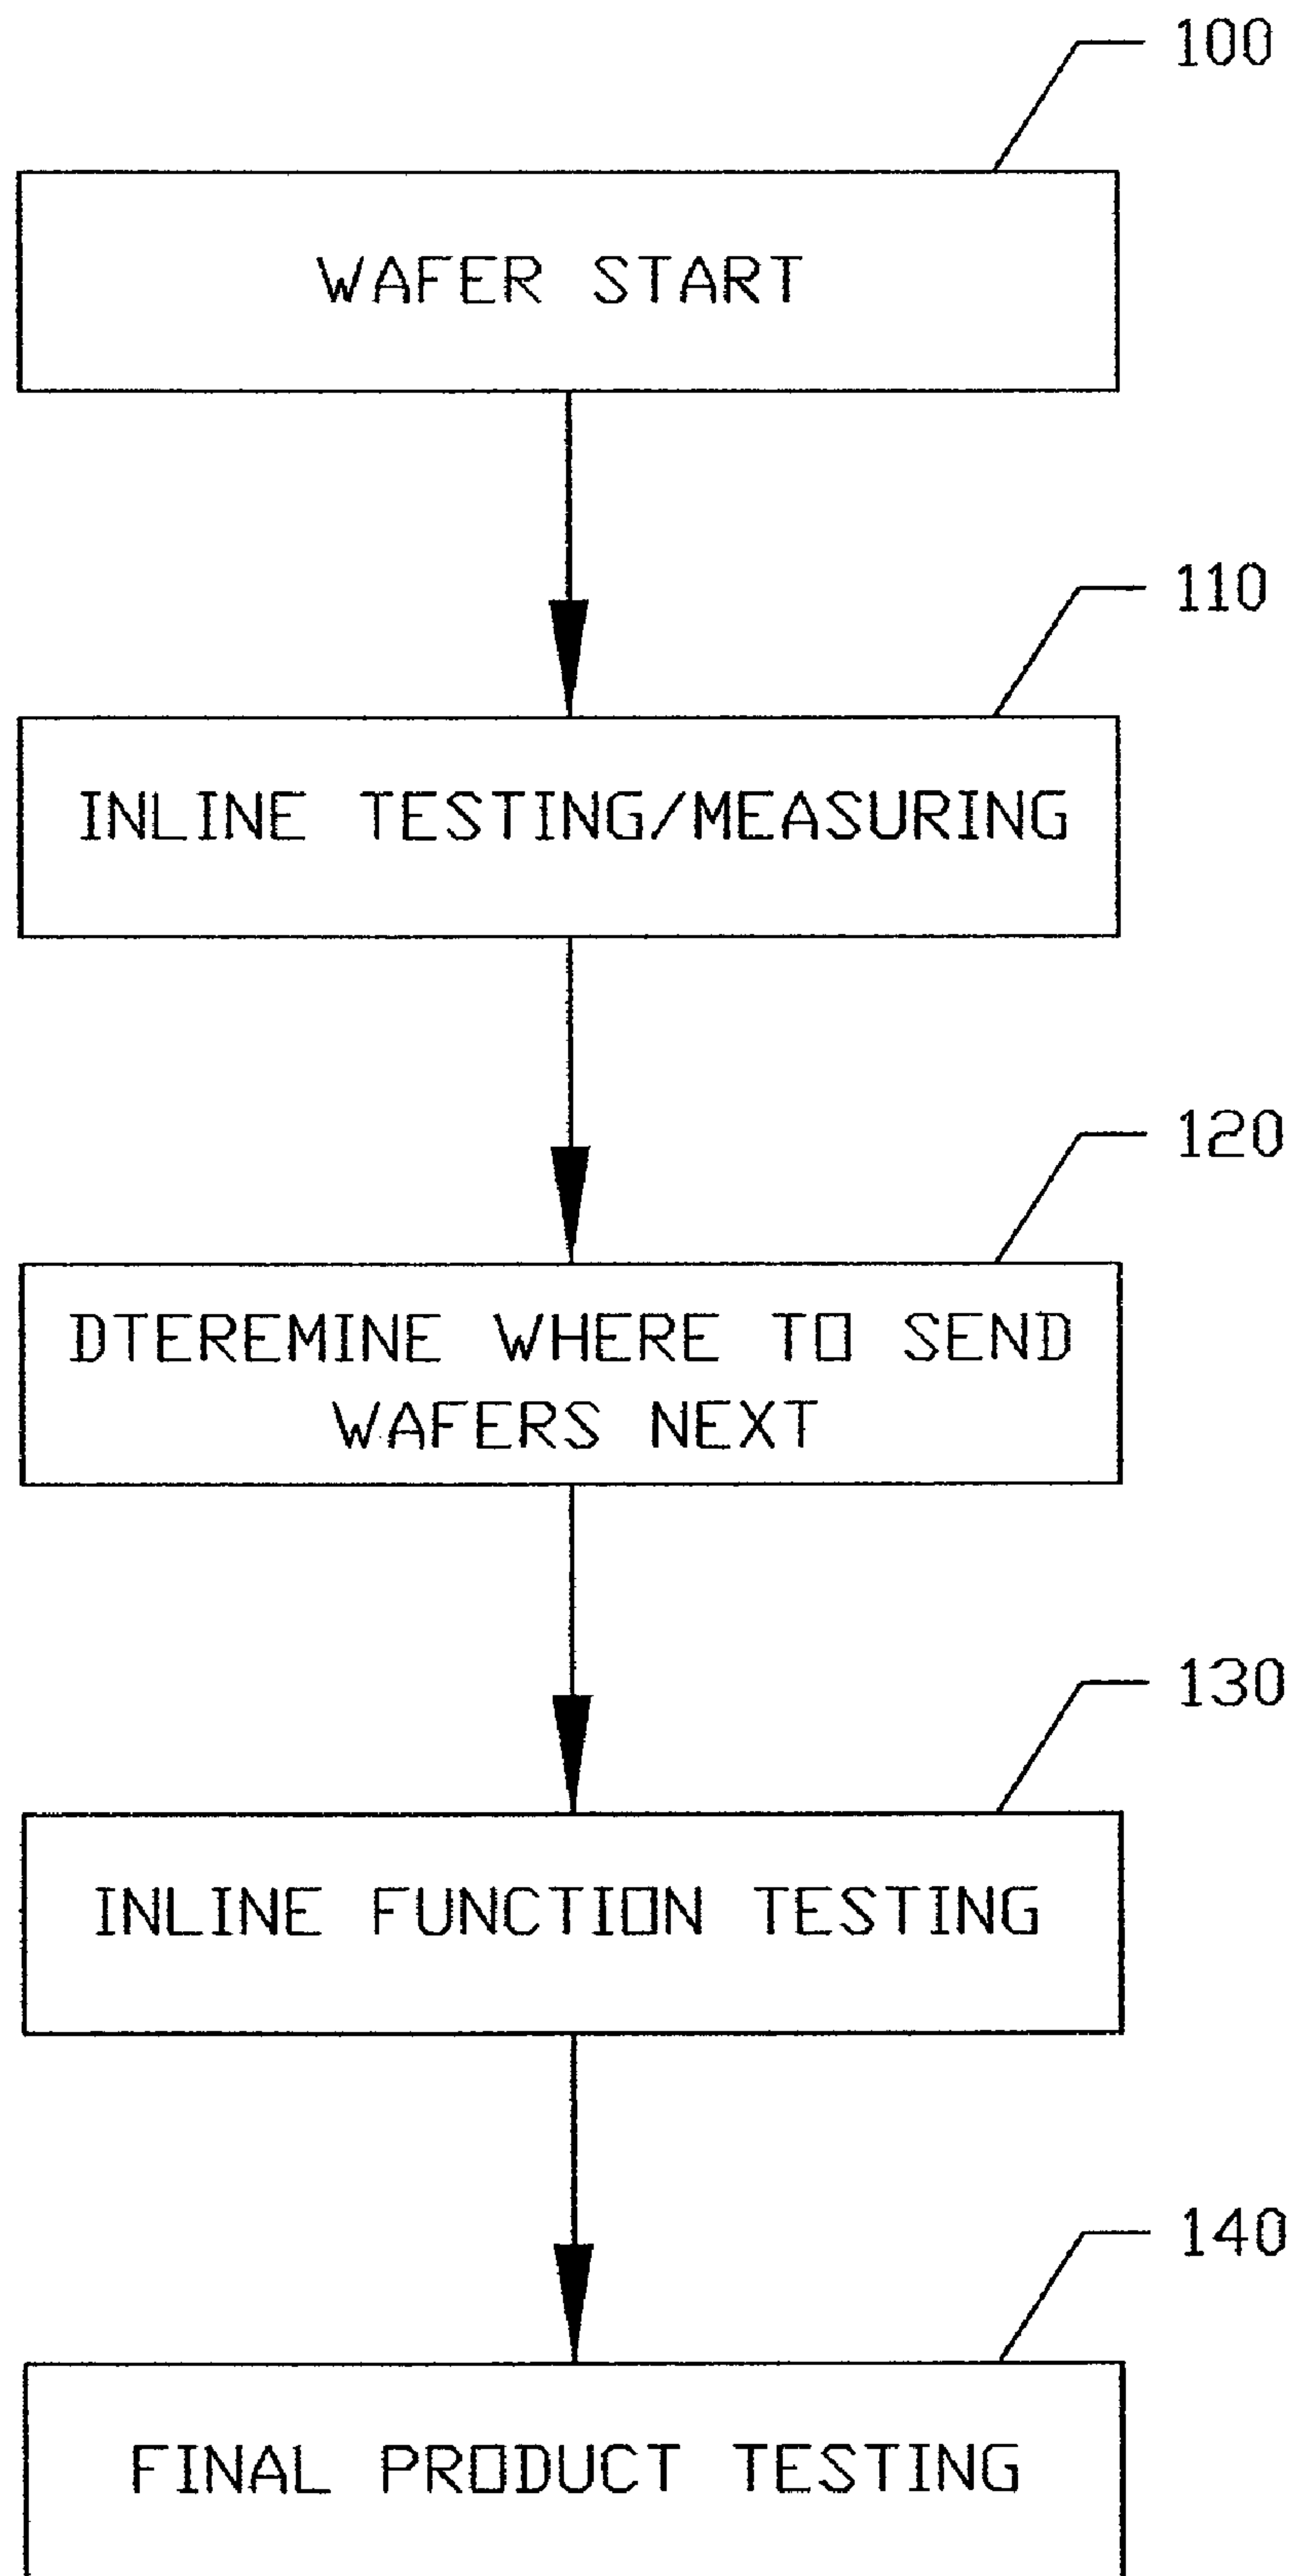 100
WAFER START
110
INLINE TESTING/MEASURING
120
DTEREMINE WHERE TO SEND
WAFERS NEXT
130
INLINE FUNCTION TESTING
140
FINAL PRODUCT TESTING